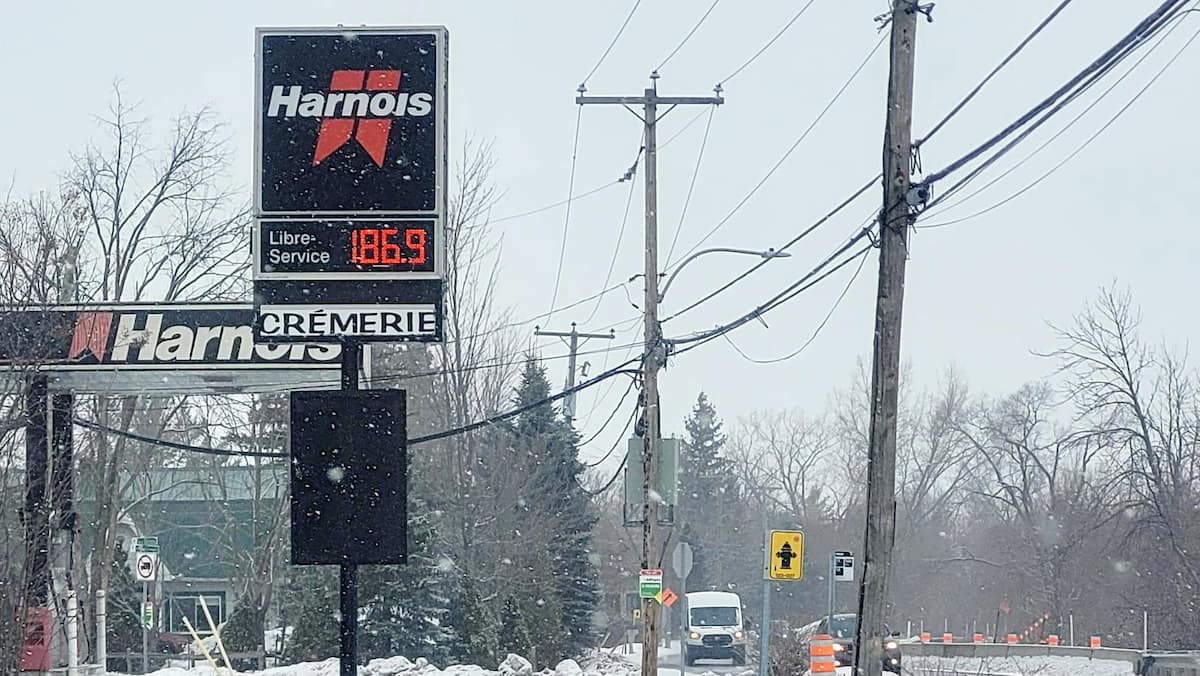 Harnois
Libre-
Service
186.9
CRÉMERIE
Harnois